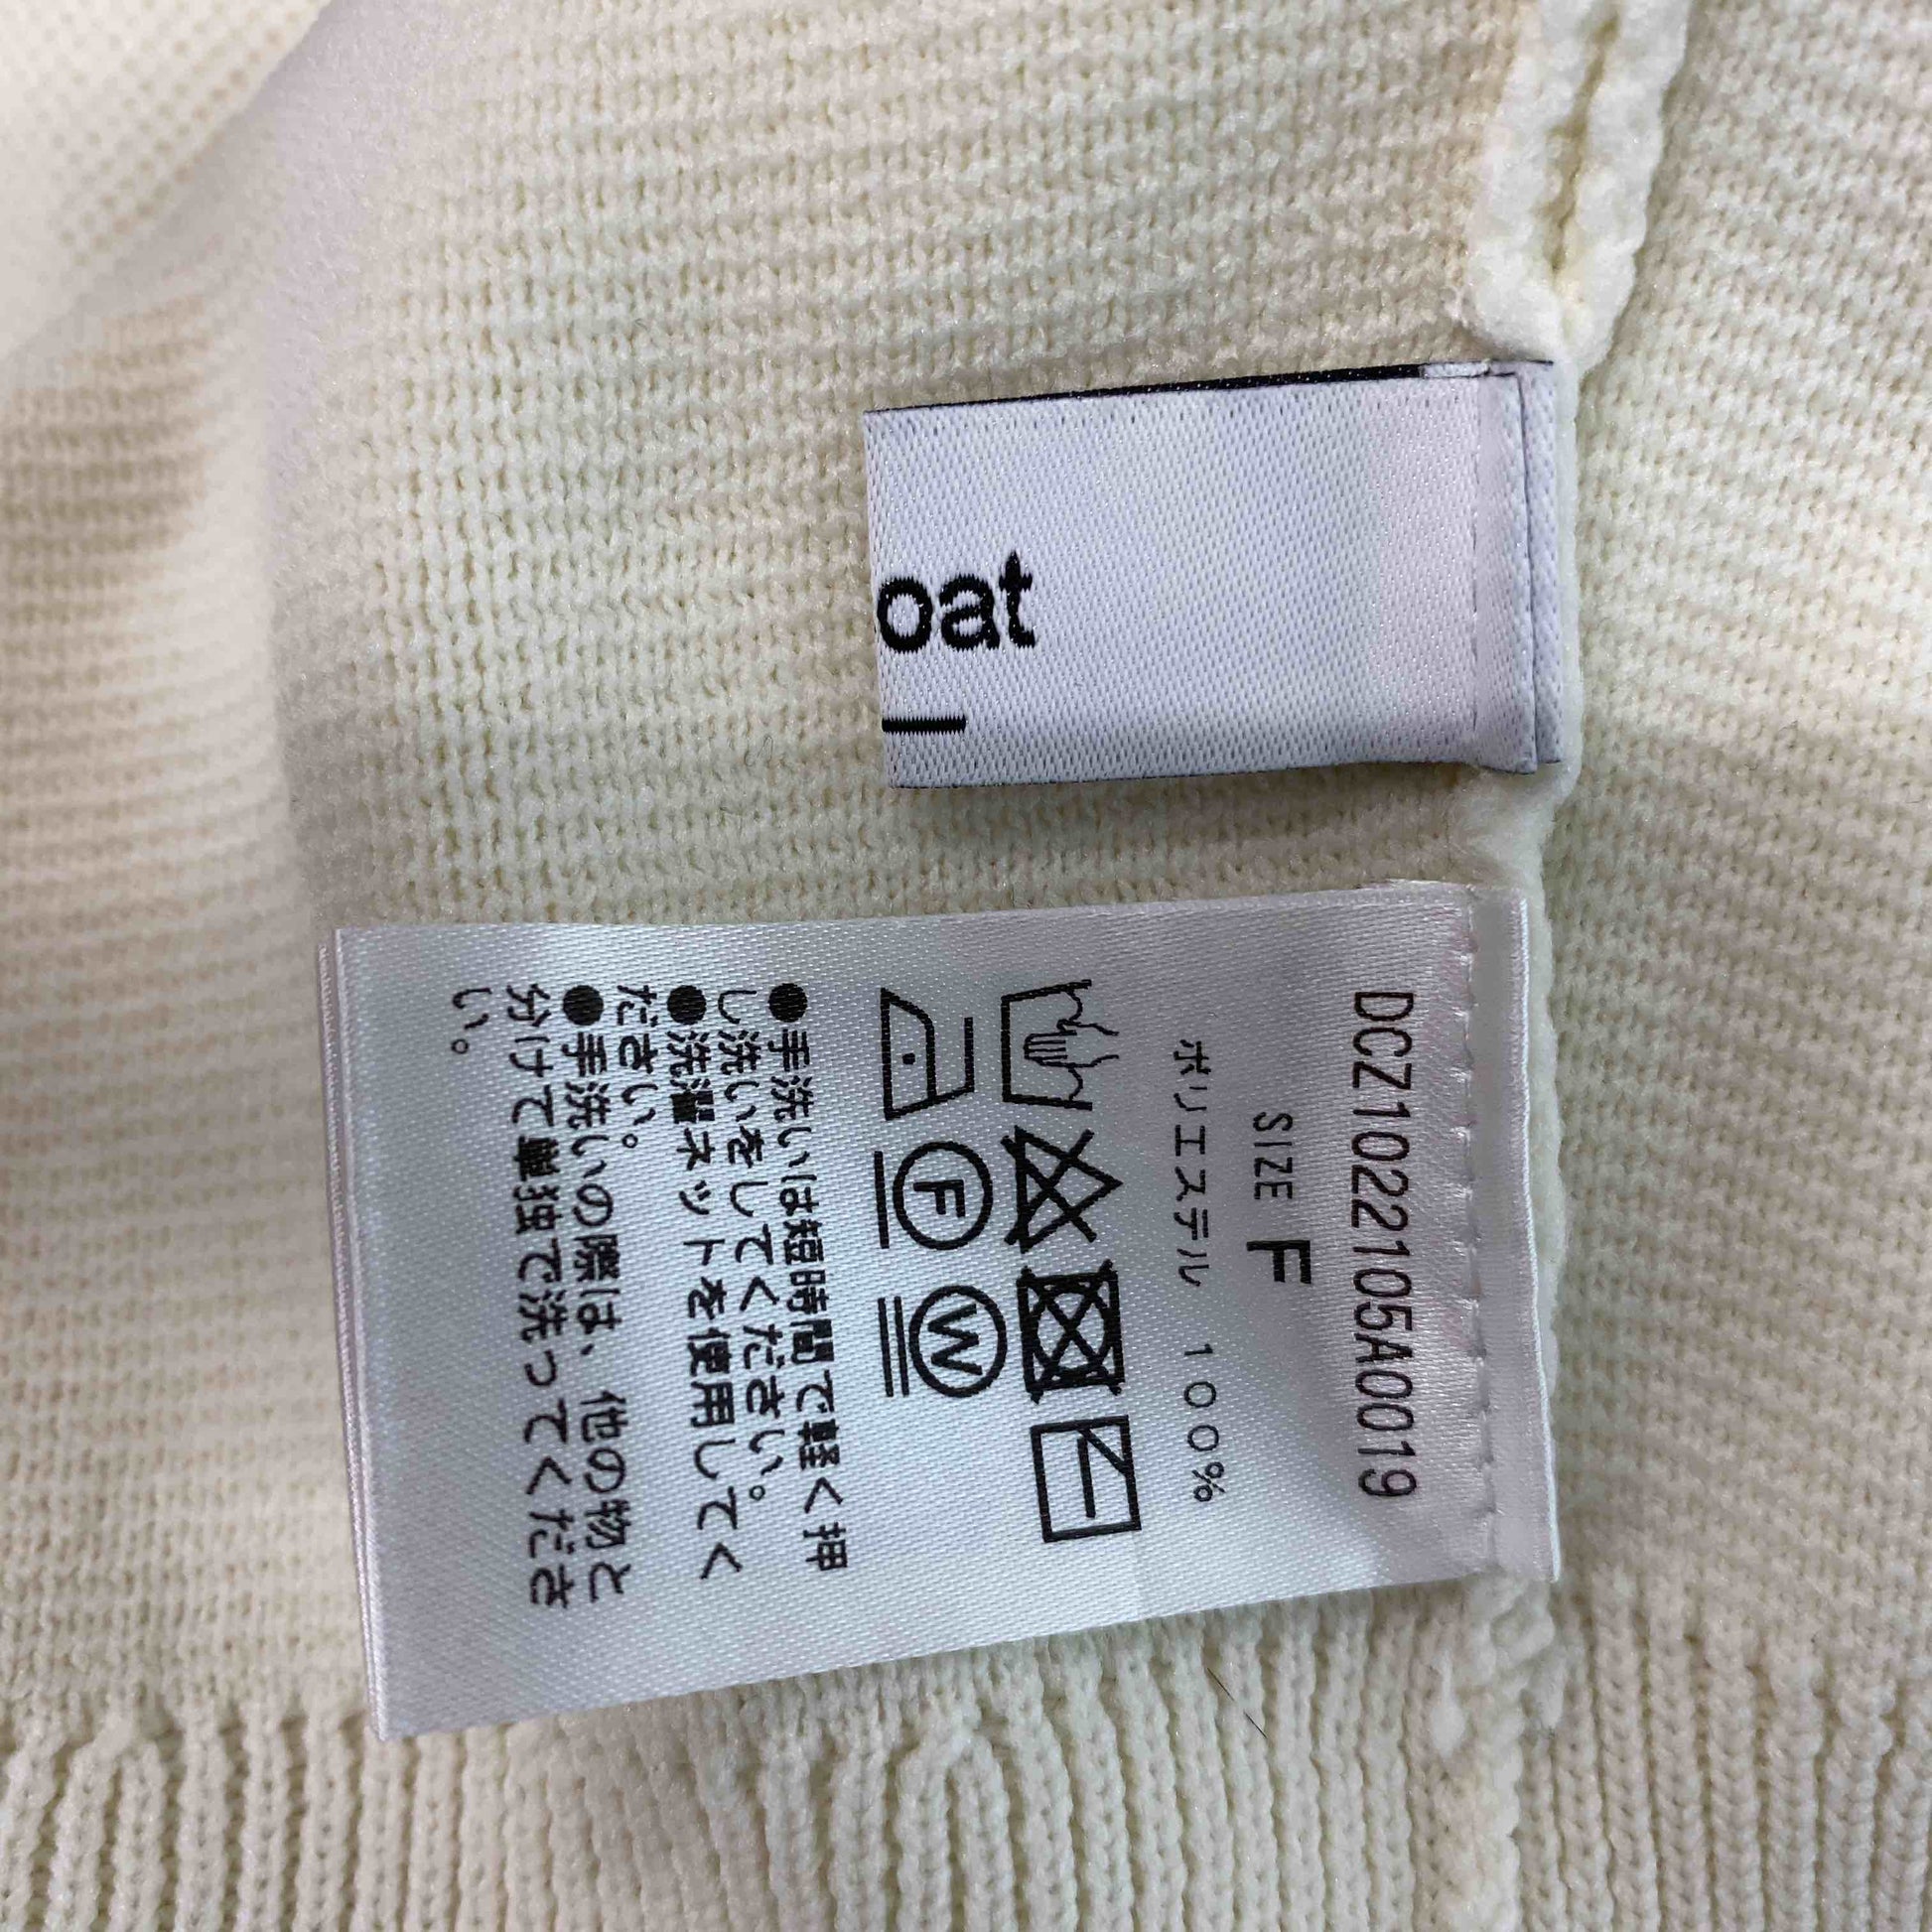 oat
DCZ1022105A0019
SIZE F
ポリエステル 100%
F
W
●手洗いは短時間で軽く押
し洗いをしてください。
●洗濯ネットを使用してく
ださい。
●手洗いの際は、他の物と
分けて単独で洗ってくださ
い。